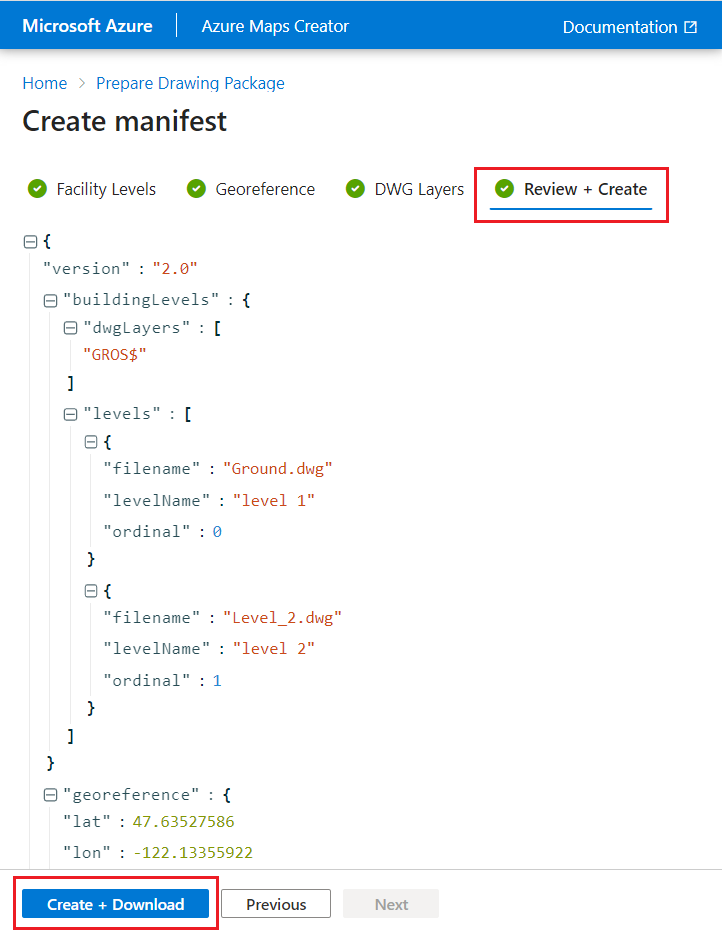 Microsoft Azure Azure Maps Creator Documentation
Home > Prepare Drawing Package
Create manifest
Facility Levels Georeference DWG Layers Review + Create
{
"version" : "2.0"
"buildingLevels" : {
"dwgLayers" : [
"GROS$"
]
"levels" : [
{
"filename" : "Ground.dwg"
"levelName" : "level 1"
"ordinal" : 0
}
{
"filename" : "Level_2.dwg"
"levelName" : "level 2"
"ordinal" : 1
}
]
}
"georeference" : {
"lat" : 47.63527586
"lon" : -122.13355922
Create + Download Previous Next